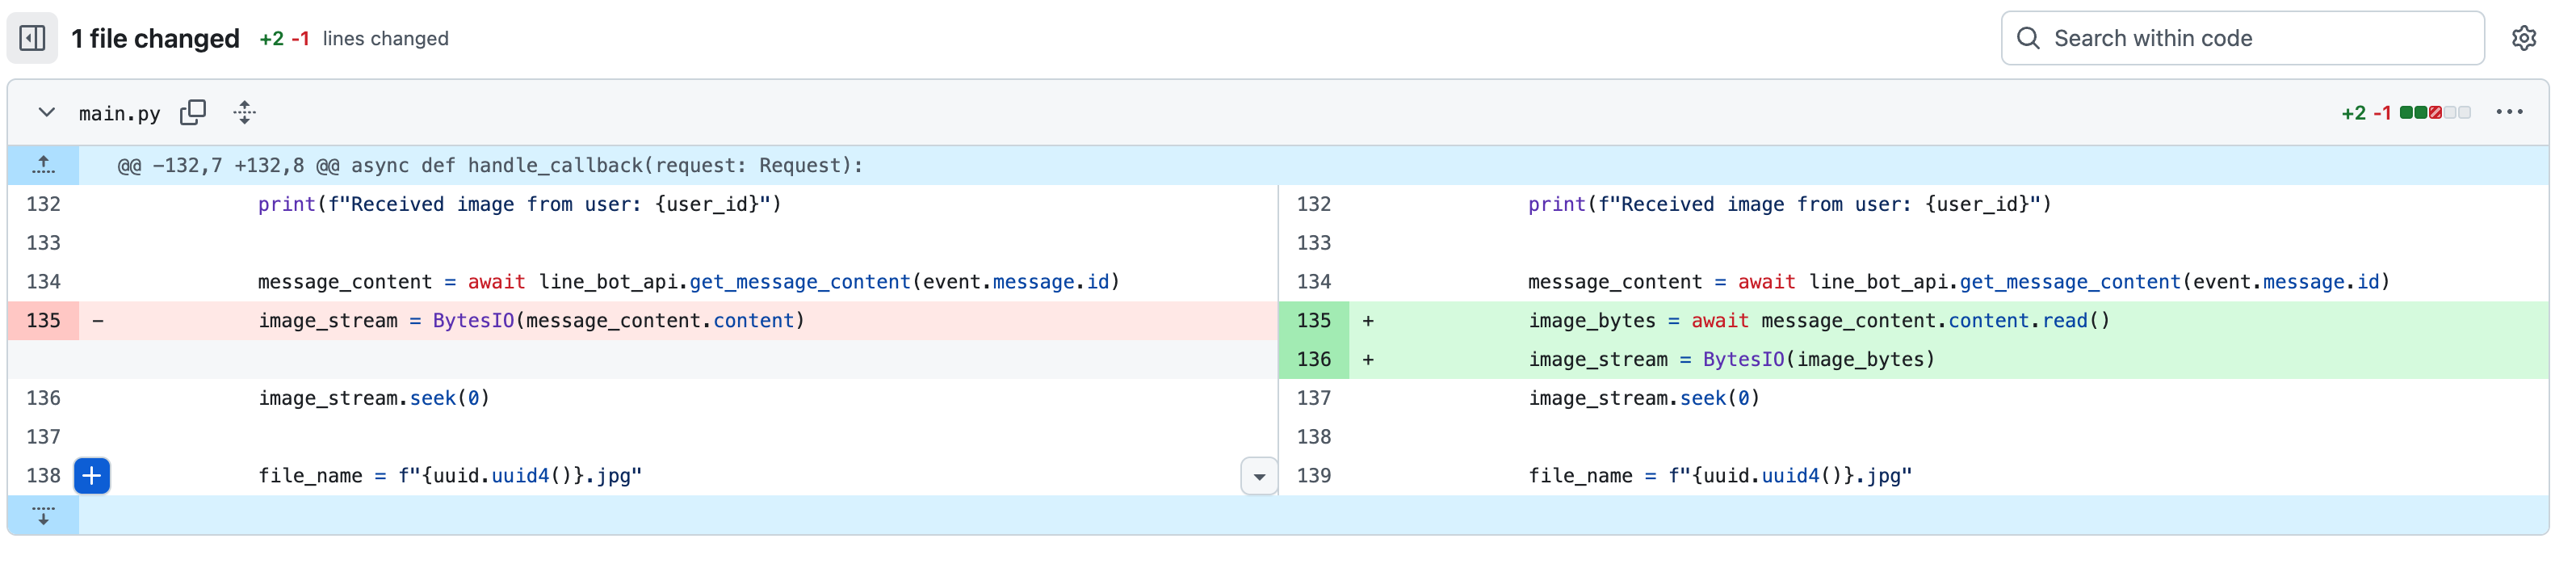 1 file changed +2 -1 lines changed
Search within code
main.py
+2 -1
@@ -132,7 +132,8 @@ async def handle_callback(request: Request):
132 print(f"Received image from user: {user_id}")
133
134 message_content = await line_bot_api.get_message_content(event.message.id)
135 - image_stream = BytesIO(message_content.content)
136 image_stream.seek(0)
137
138 file_name = f"{uuid.uuid4()}.jpg"
132 print(f"Received image from user: {user_id}")
133
134 message_content = await line_bot_api.get_message_content(event.message.id)
135 + image_bytes = await message_content.content.read()
136 + image_stream = BytesIO(image_bytes)
137 image_stream.seek(0)
138
139 file_name = f"{uuid.uuid4()}.jpg"